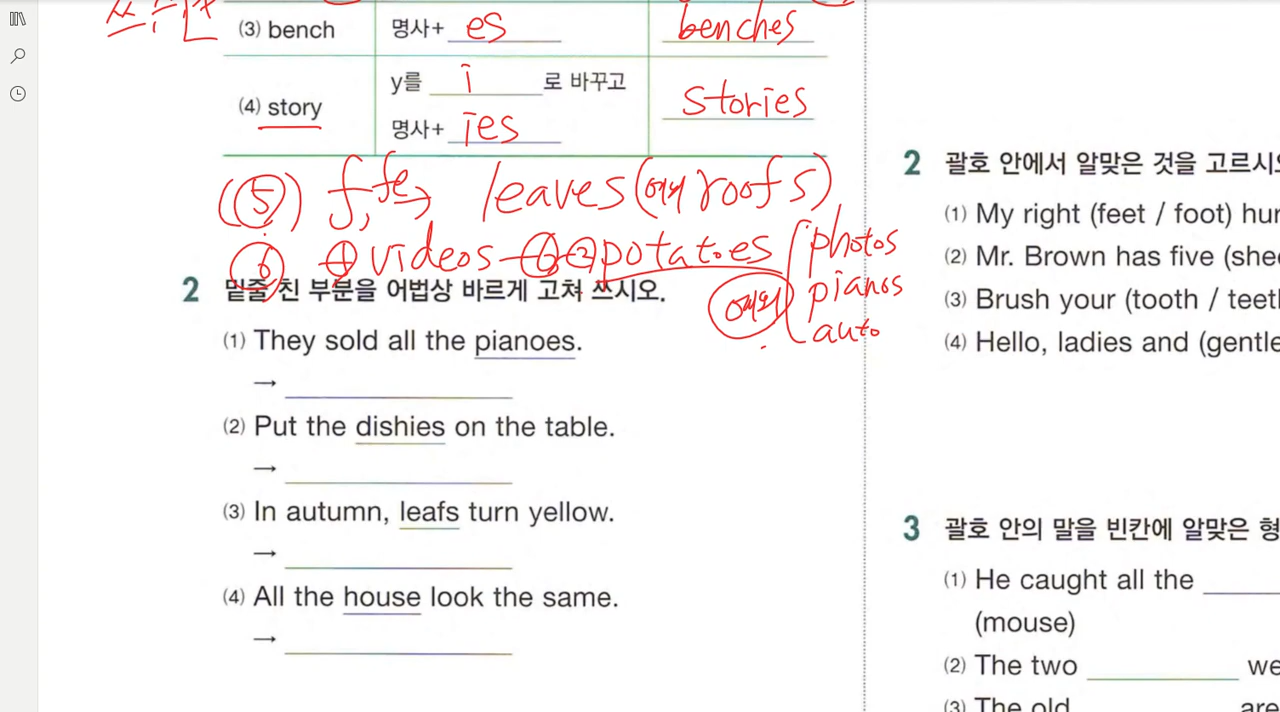 (3) bench 명사+ es benches
(4) story y를 i 로 바꾸고 stories
명사+ ies
(5) f, fe, leaves (예외 roofs)
6 videos potatoes photos
예외 pianos
auto
2 밑줄 친 부분을 어법상 바르게 고쳐 쓰시오.
(1) They sold all the pianoes.
→
(2) Put the dishies on the table.
→
(3) In autumn, leafs turn yellow.
→
(4) All the house look the same.
→
2 괄호 안에서 알맞은 것을 고르시
(1) My right (feet / foot) hur
(2) Mr. Brown has five (shee
(3) Brush your (tooth / teet
(4) Hello, ladies and (gentle
3 괄호 안의 말을 빈칸에 알맞은 형
(1) He caught all the
(mouse)
(2) The two we
(3) The old are